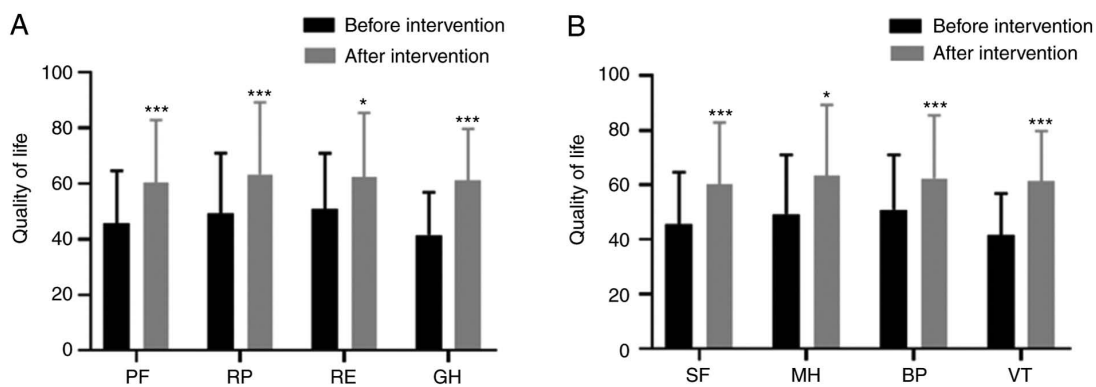 A
Before intervention
After intervention
Quality of life
100
80
60
40
20
0
***
***
*
***
PF
RP
RE
GH
B
Before intervention
After intervention
Quality of life
100
80
60
40
20
0
***
*
***
***
SF
MH
BP
VT